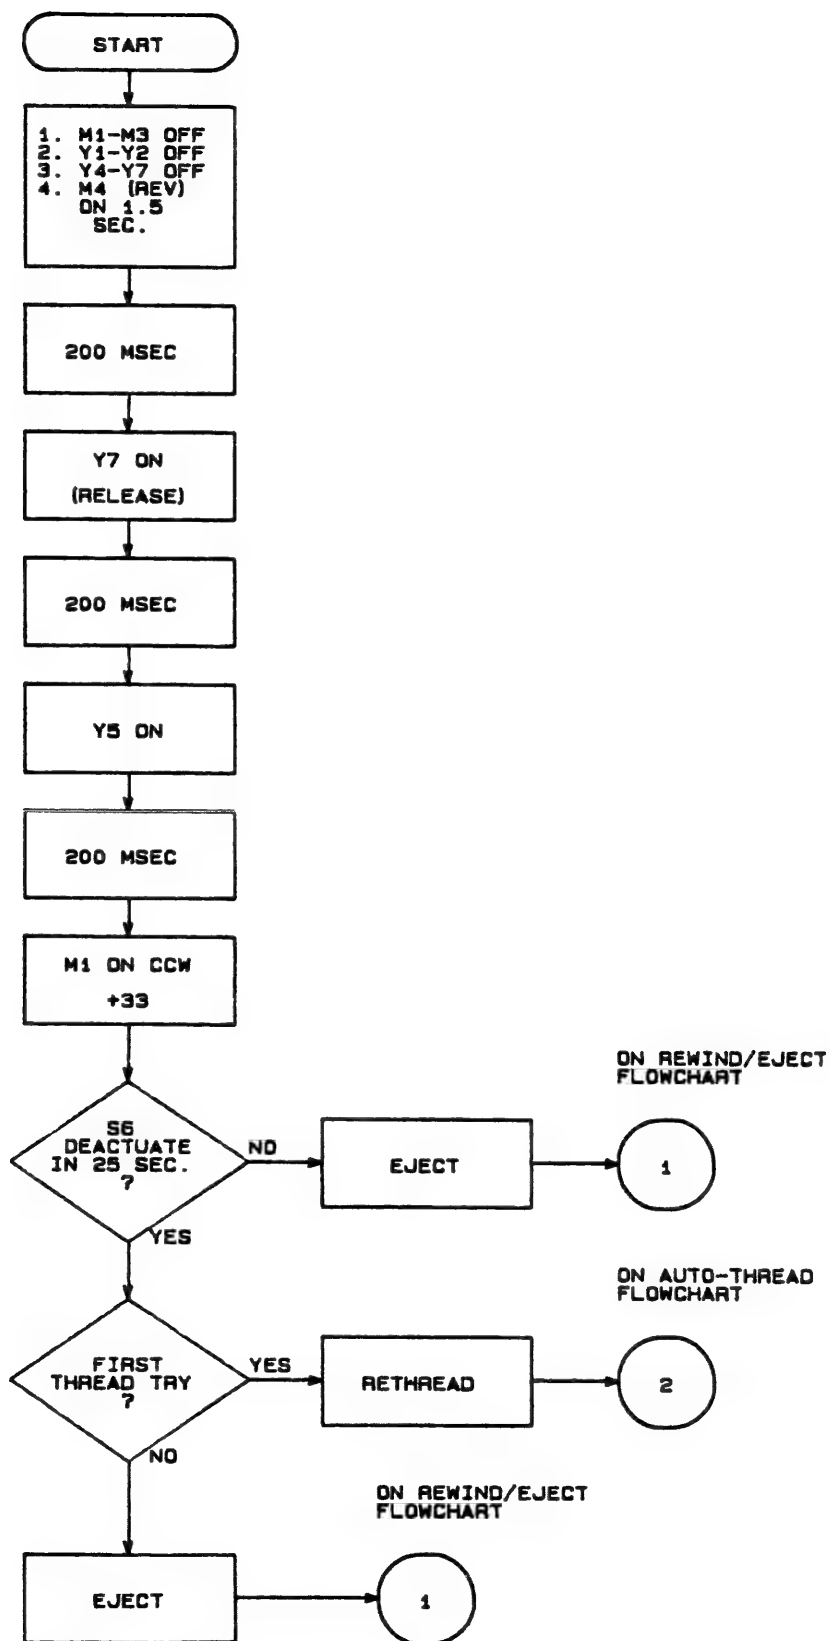 START
1. M1-M3 OFF
2. Y1-Y2 OFF
3. Y4-Y7 OFF
4. M4 (REV)
ON 1.5
SEC.
200 MSEC
Y7 ON
(RELEASE)
200 MSEC
Y5 ON
200 MSEC
M1 ON CCW
+33
ON REWIND/EJECT
FLOWCHART
S6
DEACTUATE
IN 25 SEC.
?
NO
EJECT
1
YES
ON AUTO-THREAD
FLOWCHART
FIRST
THREAD TRY
?
YES
RETHREAD
2
NO
ON REWIND/EJECT
FLOWCHART
EJECT
1